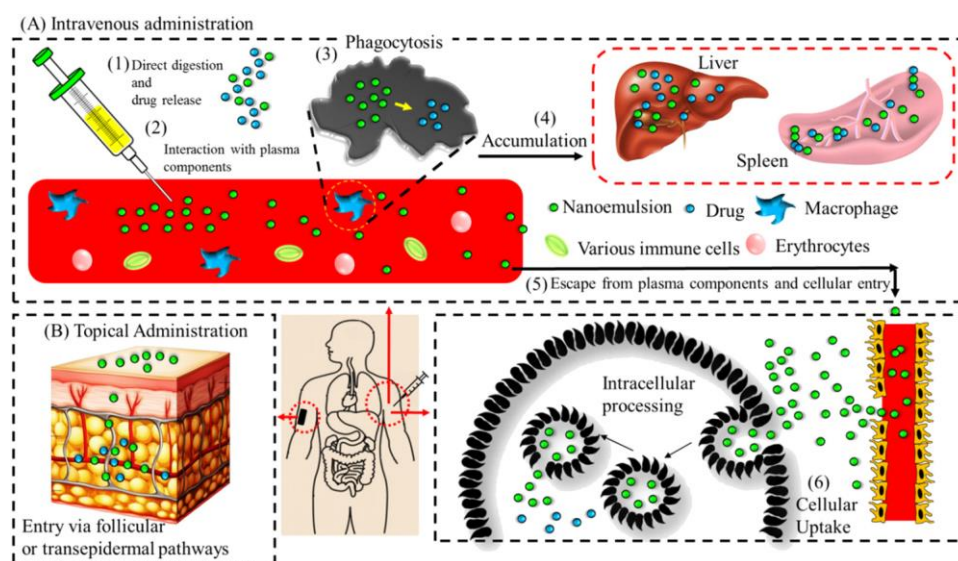 (A) Intravenous administration
(1) Direct digestion
and
drug release
(2)
Interaction with plasma
components
(3) Phagocytosis
(4)
Accumulation
Liver
Spleen
Nanoemulsion
Drug
Macrophage
Various immune cells
Erythrocytes
(5) Escape from plasma components and cellular entry
(B) Topical Administration
Entry via follicular
or transepidermal pathways
Intracellular
processing
(6)
Cellular
Uptake